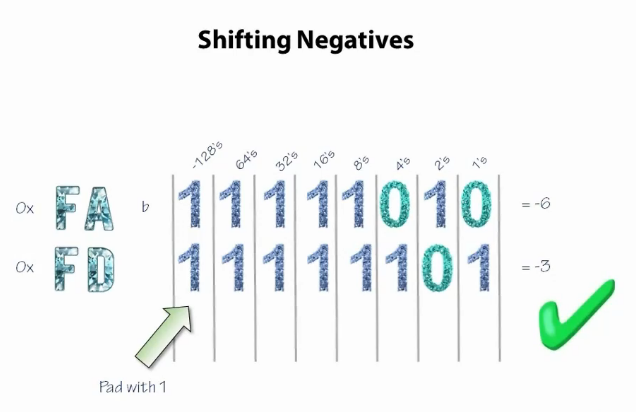 Shifting Negatives
-128's 64's 32's 16's 8's 4's 2's 1's
0x FA b 1 1 1 1 1 0 1 0 = -6
0x FD 1 1 1 1 1 1 0 1 = -3
Pad with 1